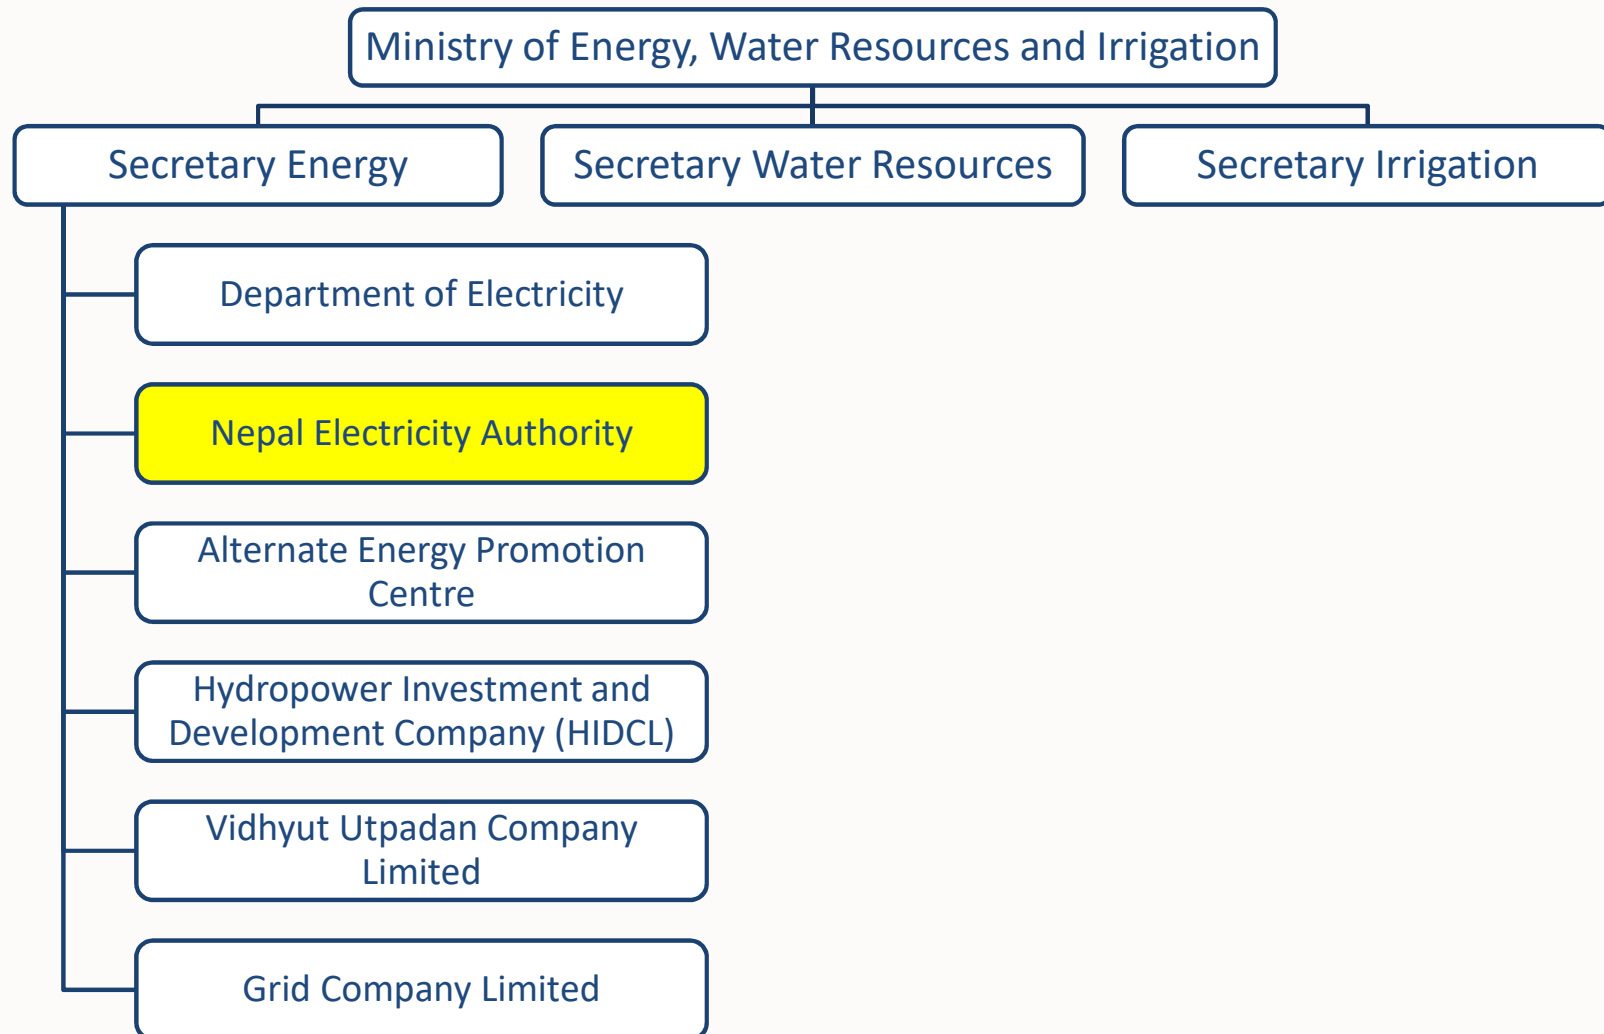 Ministry of Energy, Water Resources and Irrigation
Secretary Energy
Secretary Water Resources
Secretary Irrigation
Department of Electricity
Nepal Electricity Authority
Alternate Energy Promotion
Centre
Hydropower Investment and
Development Company (HIDCL)
Vidhyut Utpadan Company
Limited
Grid Company Limited